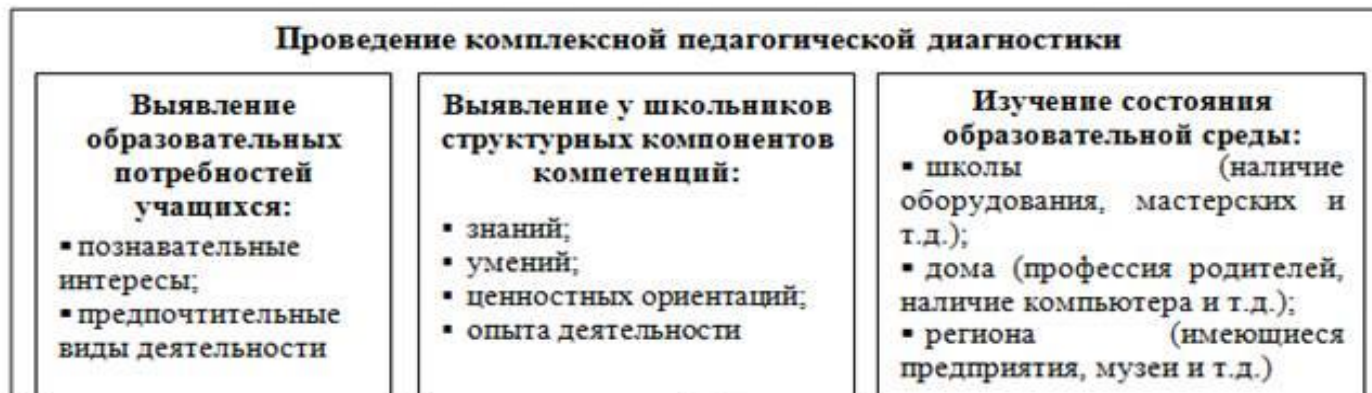 Проведение комплексной педагогической диагностики
Выявление
образовательных
потребностей
учащихся:
▪ познавательные
интересы;
▪ предпочтительные
виды деятельности
Выявление у школьников
структурных компонентов
компетенций:
▪ знаний;
▪ умений;
▪ ценностных ориентаций;
▪ опыта деятельности
Изучение состояния
образовательной среды:
▪ школы (наличие
оборудования, мастерских и
т.д.);
▪ дома (профессия родителей,
наличие компьютера и т.д.);
▪ региона (имеющиеся
предприятия, музеи и т.д.)